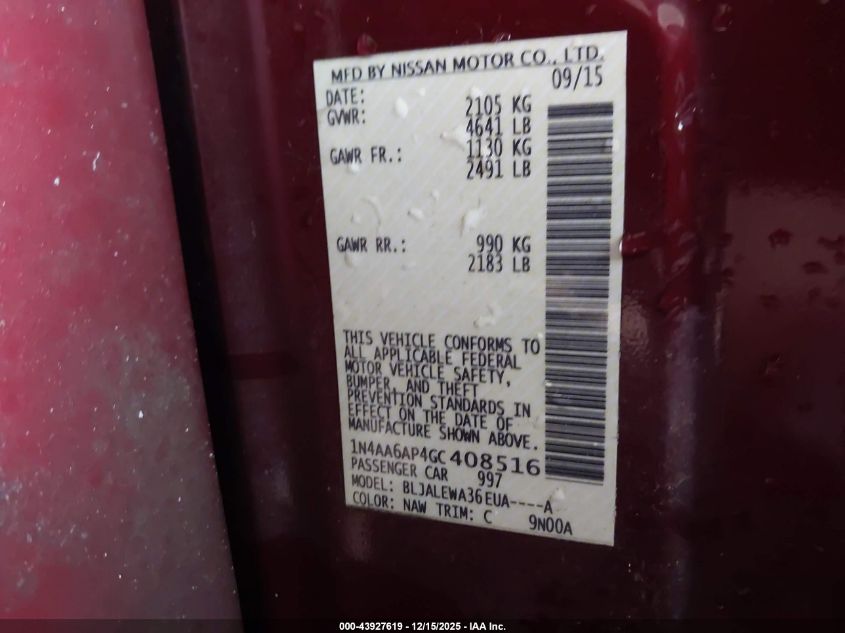 MFD BY NISSAN MOTOR CO., LTD.
DATE: 09/15
GVWR: 2105 KG
4641 LB
GAWR FR.: 1130 KG
2491 LB
GAWR RR.: 990 KG
2183 LB
THIS VEHICLE CONFORMS TO
ALL APPLICABLE FEDERAL
MOTOR VEHICLE SAFETY,
BUMPER, AND THEFT
PREVENTION STANDARDS IN
EFFECT ON THE DATE OF
MANUFACTURE SHOWN ABOVE.
1N4AA6AP4GC408516
PASSENGER CAR 997
MODEL: BLJALEWA36EUA----A
COLOR: NAW TRIM: C 9N00A
000-43927619 - 12/15/2025 - IAA Inc.